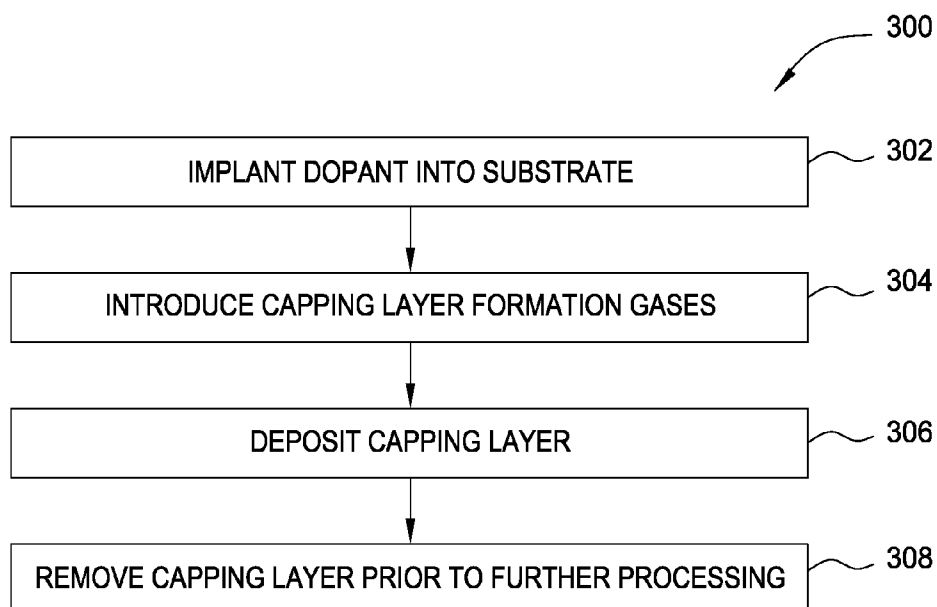 300
IMPLANT DOPANT INTO SUBSTRATE
302
INTRODUCE CAPPING LAYER FORMATION GASES
304
DEPOSIT CAPPING LAYER
306
REMOVE CAPPING LAYER PRIOR TO FURTHER PROCESSING
308